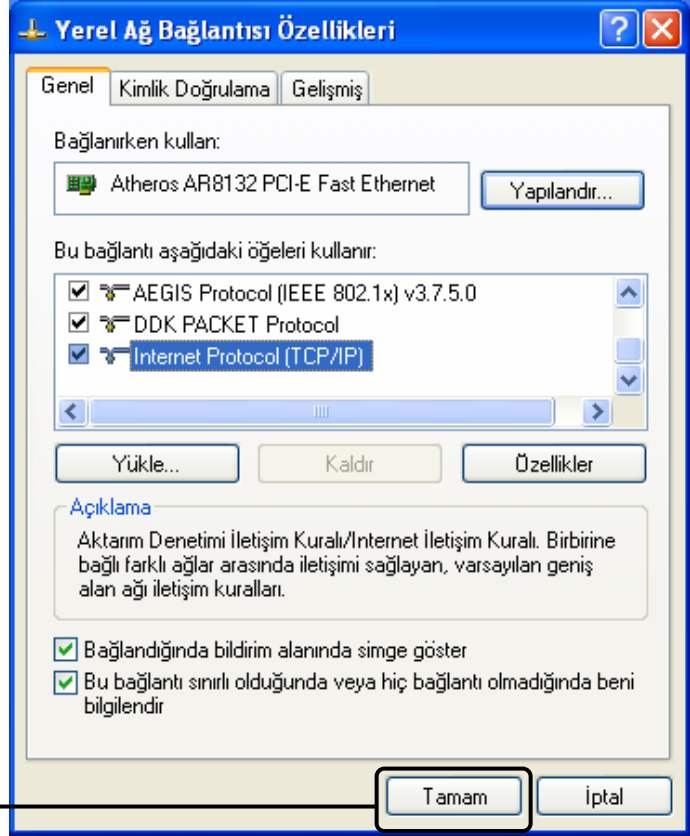 Yerel Ağ Bağlantısı Özellikleri
Genel Kimlik Doğrulama Gelişmiş
Bağlanırken kullan:
Atheros AR8132 PCI-E Fast Ethernet Yapılandır...
Bu bağlantı aşağıdaki öğeleri kullanır:
AEGIS Protocol (IEEE 802.1x) v3.7.5.0
DDK PACKET Protocol
Internet Protocol (TCP/IP)
Yükle... Kaldır Özellikler
Açıklama
Aktarım Denetimi İletişim Kuralı/Internet İletişim Kuralı. Birbirine
bağlı farklı ağlar arasında iletişimi sağlayan, varsayılan geniş
alan ağı iletişim kuralları.
Bağlandığında bildirim alanında simge göster
Bu bağlantı sınırlı olduğunda veya hiç bağlantı olmadığında beni
bilgilendir
Tamam İptal